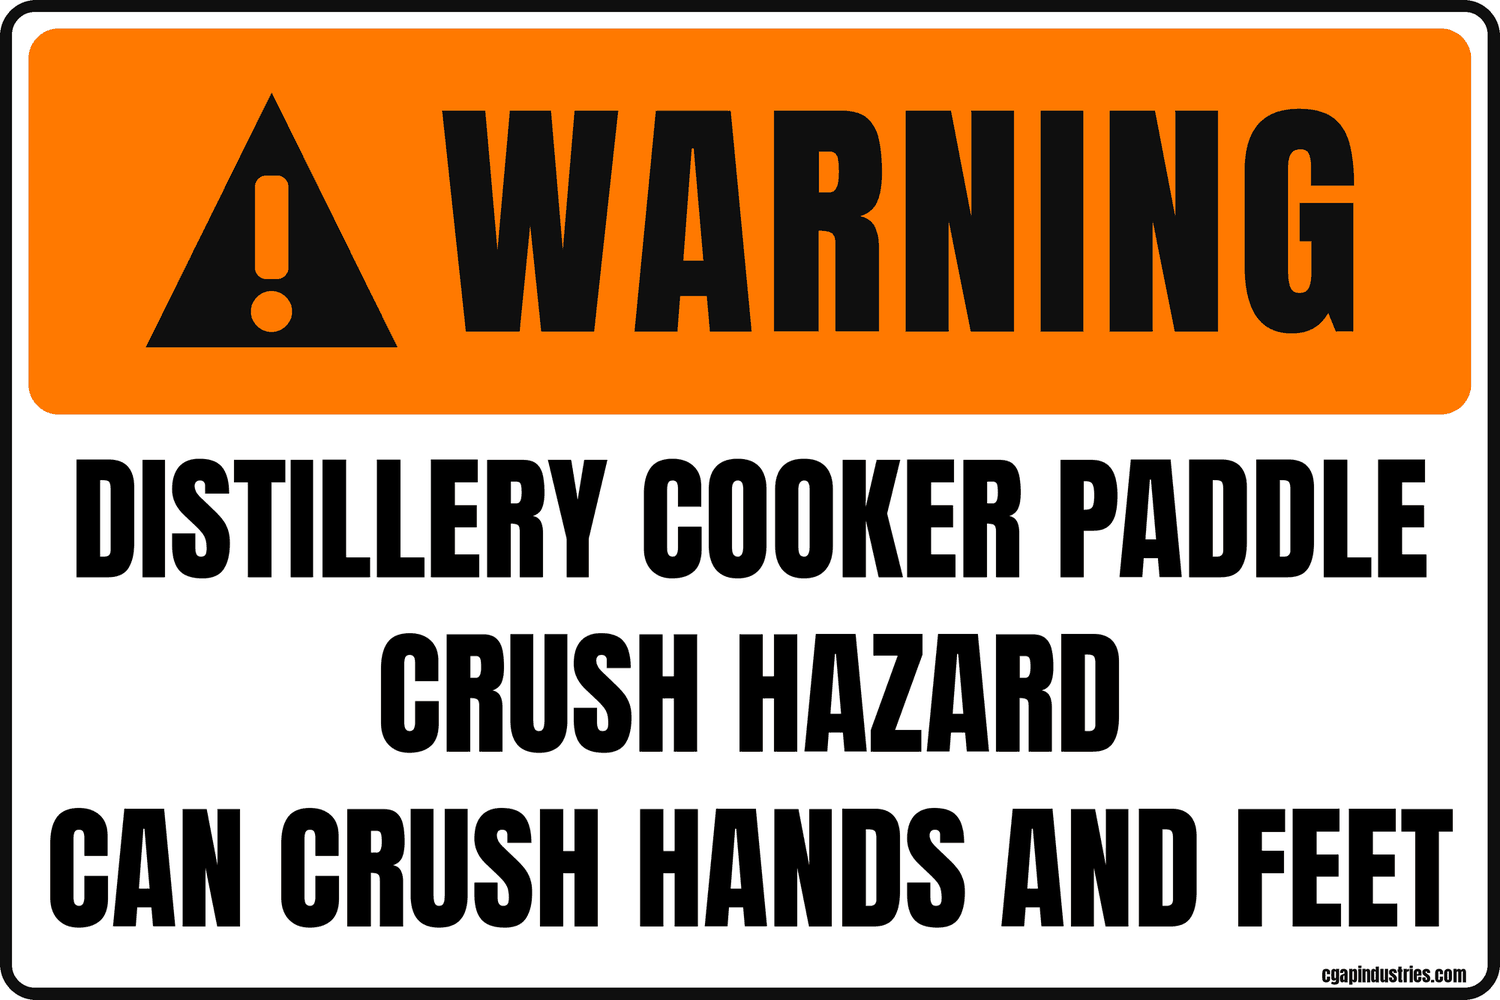 WARNING
DISTILLERY COOKER PADDLE
CRUSH HAZARD
CAN CRUSH HANDS AND FEET
cgapindustries.com